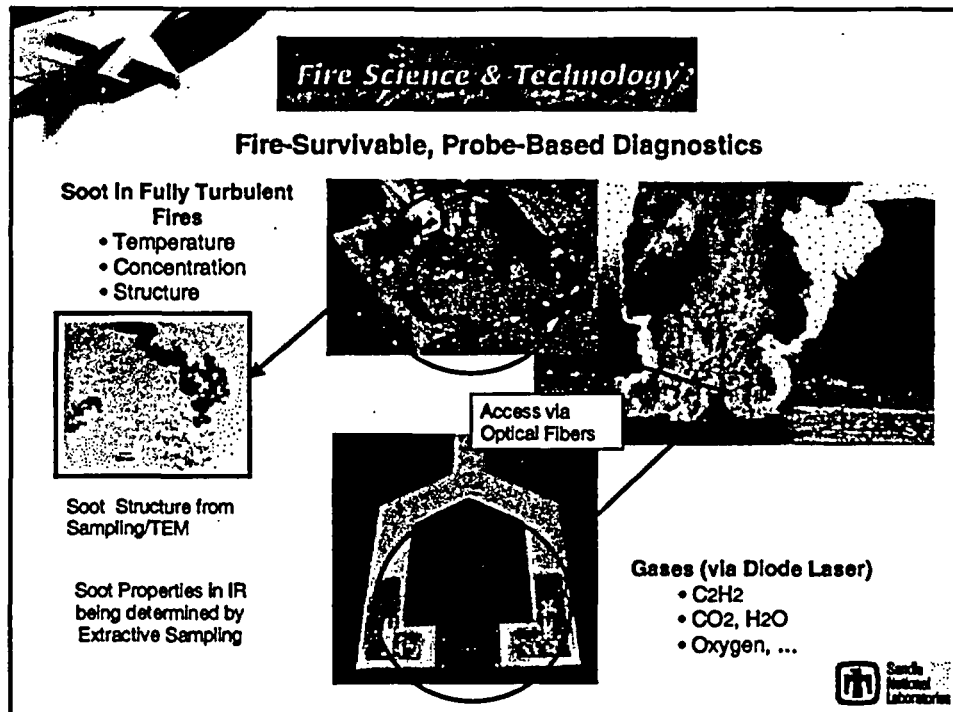 Fire Science & Technology
Fire-Survivable, Probe-Based Diagnostics
Soot in Fully Turbulent
Fires
• Temperature
• Concentration
• Structure
Access via
Optical Fibers
Soot Structure from
Sampling/TEM
Soot Properties in IR
being determined by
Extractive Sampling
Gases (via Diode Laser)
• C2H2
• CO2, H2O
• Oxygen, ...
Sandia
National
Laboratories